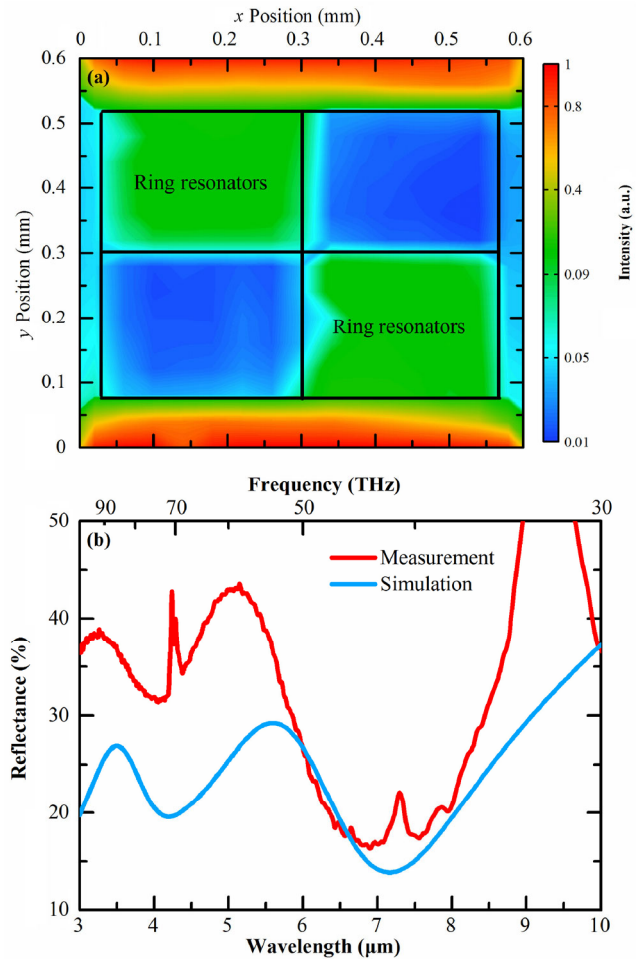 x Position (mm)
0 0.1 0.2 0.3 0.4 0.5 0.6
0.6
0.5
0.4
0.3
0.2
0.1
0
y Position (mm)
(a)
Ring resonators
Ring resonators
1
0.8
0.4
0.09
0.05
0.01
Intensity (a.u.)
Frequency (THz)
90 70 50 30
50
40
30
20
10
Reflectance (%)
(b)
Measurement
Simulation
3 4 5 6 7 8 9 10
Wavelength (μm)